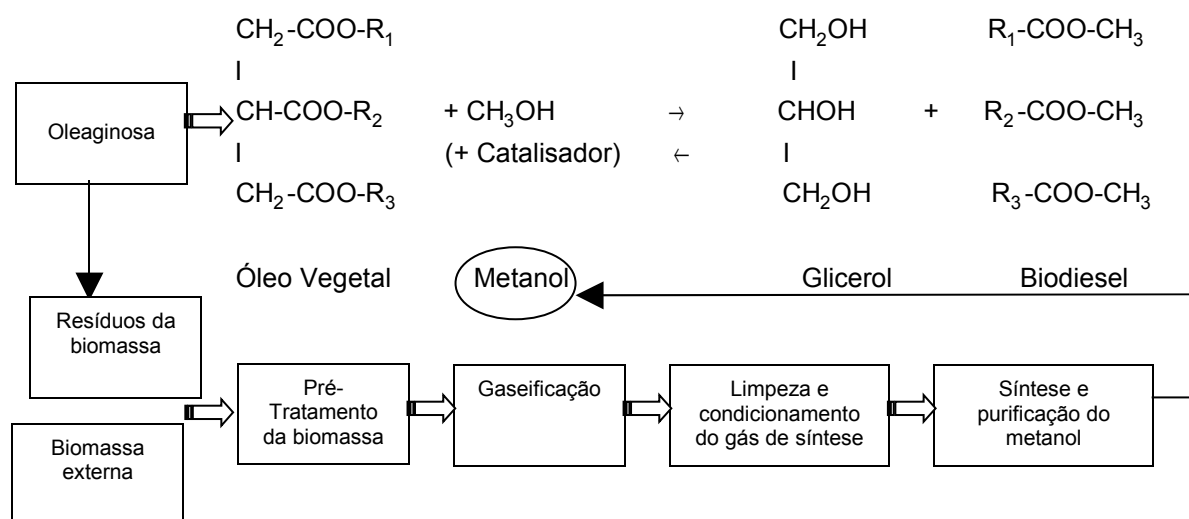 CH₂-COO-R₁ CH₂OH R₁-COO-CH₃
I I
Oleaginosa CH-COO-R₂ + CH₃OH → CHOH + R₂-COO-CH₃
I (+ Catalisador) ← I
CH₂-COO-R₃ CH₂OH R₃-COO-CH₃
Óleo Vegetal Metanol Glicerol Biodiesel
Resíduos da
biomassa
Biomassa
externa
Pré-
Tratamento
da biomassa
Gaseificação
Limpeza e
condicionamento
do gás de síntese
Síntese e
purificação do
metanol